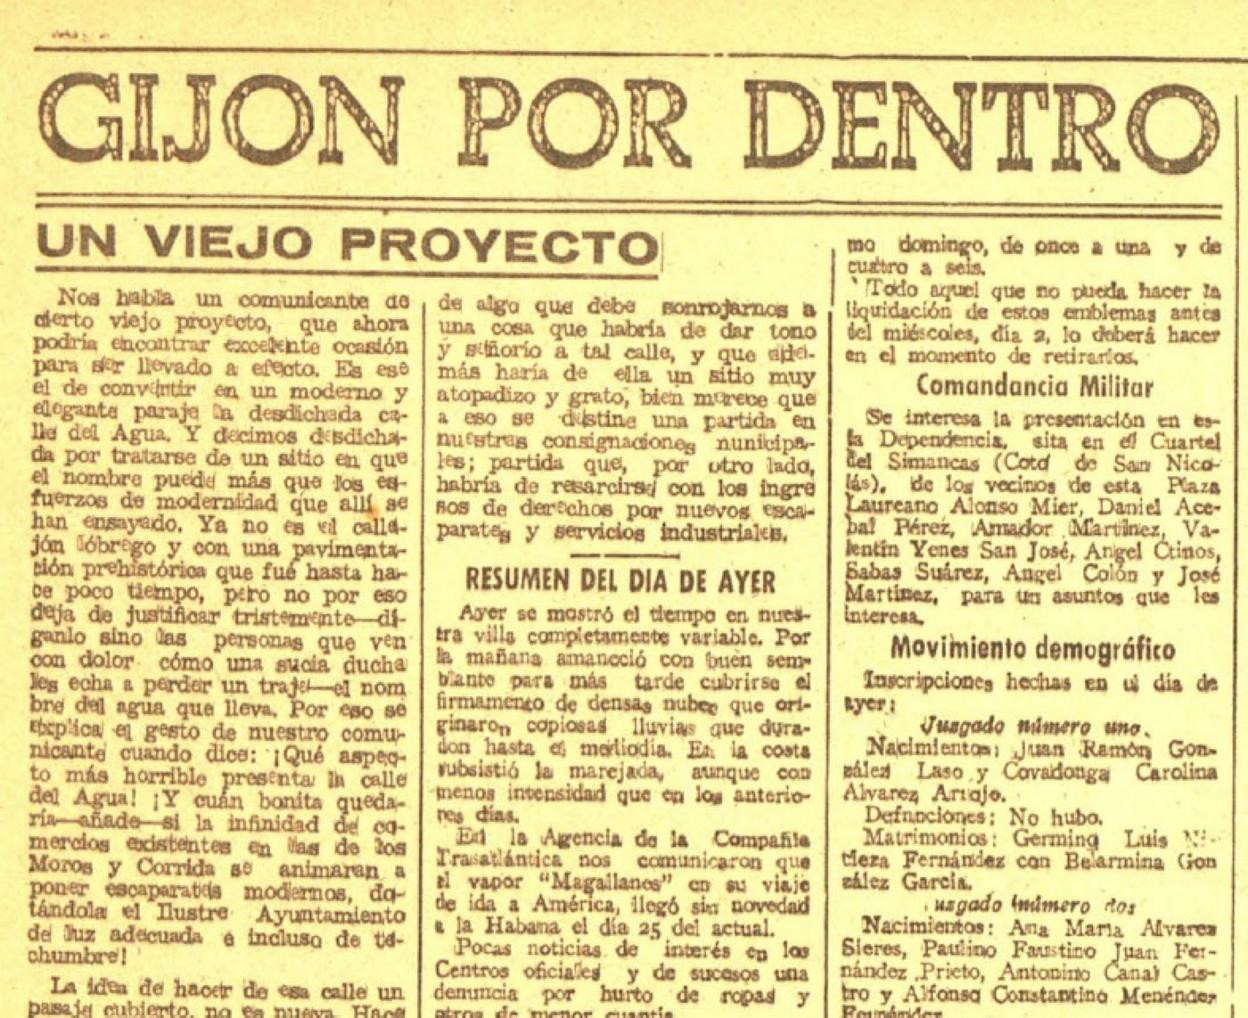 GIJON POR DENTRO
UN VIEJO PROYECTO
Nos habla un comunicante de
cierto viejo proyecto, que ahora
podría encontrar excelente ocasión
para ser llevado a efecto. Es ese
el de convertir en un moderno y
elegante paraje la desdichada ca-
lle del Agua. Y decimos desdicha-
da por tratarse de un sitio en que
el nombre puede más que los es-
fuerzos de modernidad que allí se
han ensayado. Ya no es el calle-
jón lóbrego y con una pavimenta-
ción prehistórica que fué hasta ha-
ce poco tiempo, pero no por eso
deja de justificar tristemente—dí-
ganlo sino las personas que ven
con dolor cómo una sucia ducha
les echa a perder un traje—el nom
bre del agua que lleva. Por eso se
explica el gesto de nuestro comu-
nicante cuando dice: ¡Qué aspec-
to más horrible presenta la calle
del Agua! ¡Y cuán bonita queda-
ría—añade—si la infinidad de co-
mercios existentes en las de los
Moros y Corrida se animaran a
poner escaparates modernos, do-
tándola el Ilustre Ayuntamiento
de luz adecuada e incluso de te-
chumbre!
La idea de hacer de esa calle un
pasaje cubierto, no es nueva. Hace
de algo que debe sonrojarnos a
una cosa que habría de dar tono
y señorío a tal calle, y que ade-
más haría de ella un sitio muy
atopadizo y grato, bien merece que
a eso se destine una partida en
nuestras consignaciones nunicipa-
les; partida que, por otro lado,
habría de resarcirse con los ingre
sos de derechos por nuevos esca-
parates y servicios industriales.
RESUMEN DEL DIA DE AYER
Ayer se mostró el tiempo en nues-
tra villa completamente variable. Por
la mañana amaneció con buen sem-
blante para más tarde cubrirse el
firmamento de densas nubes que ori-
ginaron copiosas lluvias que dura-
don hasta el mediodía. En la costa
subsistió la marejada, aunque con
menos intensidad que en los anterio-
res días.
En la Agencia de la Compañía
Trasatlántica nos comunicaron que
el vapor "Magallanes" en su viaje
de ida a América, llegó sin novedad
a la Habana el día 25 del actual.
Pocas noticias de interés en los
Centros oficiales y de sucesos una
denuncia por hurto de ropas y
otros de menor cuantía.
mo domingo, de once a una y de
cuatro a seis.
Todo aquel que no pueda hacer la
liquidación de estos emblemas antes
del miéscoles, día 2, lo deberá hacer
en el momento de retirarlos.
Comandancia Militar
Se interesa la presentación en es-
ta Dependencia, sita en el Cuartel
del Simancas (Coto de San Nico-
lás), de los vecinos de esta Plaza
Laureano Alonso Mier, Daniel Ace-
bal Pérez, Amador Martínez, Va-
lentín Yenes San José, Angel Ctinos,
Sabas Suárez, Angel Colón y José
Martínez, para un asuntos que les
interesa.
Movimiento demográfico
Inscripciones hechas en el día de
ayer:
Juzgado número uno.
Nacimientos: Juan Ramón Gon-
zález Laso y Covadonga Carolina
Alvarez Arrojo.
Defunciones: No hubo.
Matrimonios: Germino Luis
Fernández con Belarmina Gon
zález García.
Juzgado número dos
Nacimientos: Ana María Alvarez
Sieres, Paulino Faustino Juan Fer-
nández Prieto, Antonino Canal Cas-
tro y Alfonso Constantino Menéndez
Fernández.